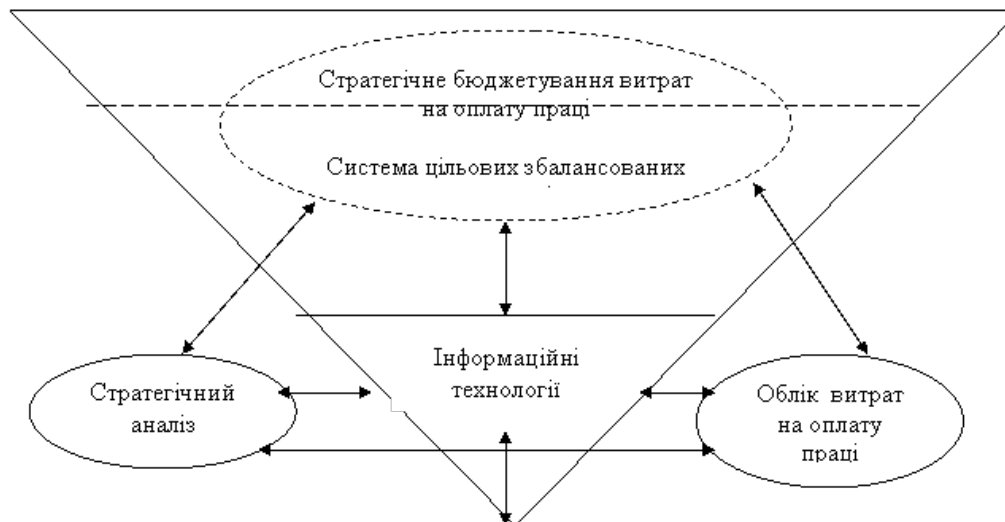 Стратегічне бюджетування витрат
на оплату праці
Система цільових збалансованих
Інформаційні
технології
Стратегічний
аналіз
Облік витрат
на оплату
праці